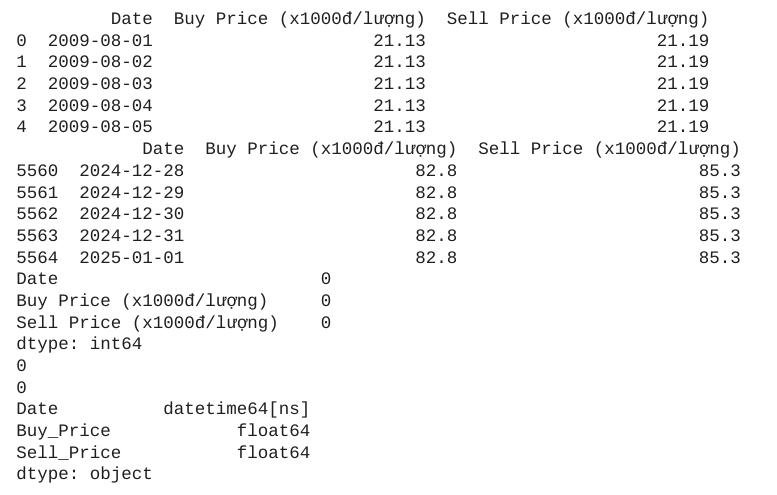 Date  Buy Price (x1000đ/lượng)  Sell Price (x1000đ/lượng)
0  2009-08-01                     21.13                      21.19
1  2009-08-02                     21.13                      21.19
2  2009-08-03                     21.13                      21.19
3  2009-08-04                     21.13                      21.19
4  2009-08-05                     21.13                      21.19
            Date  Buy Price (x1000đ/lượng)  Sell Price (x1000đ/lượng)
5560  2024-12-28                      82.8                       85.3
5561  2024-12-29                      82.8                       85.3
5562  2024-12-30                      82.8                       85.3
5563  2024-12-31                      82.8                       85.3
5564  2025-01-01                      82.8                       85.3
Date                         0
Buy Price (x1000đ/lượng)     0
Sell Price (x1000đ/lượng)    0
dtype: int64
0
0
Date          datetime64[ns]
Buy_Price            float64
Sell_Price           float64
dtype: object